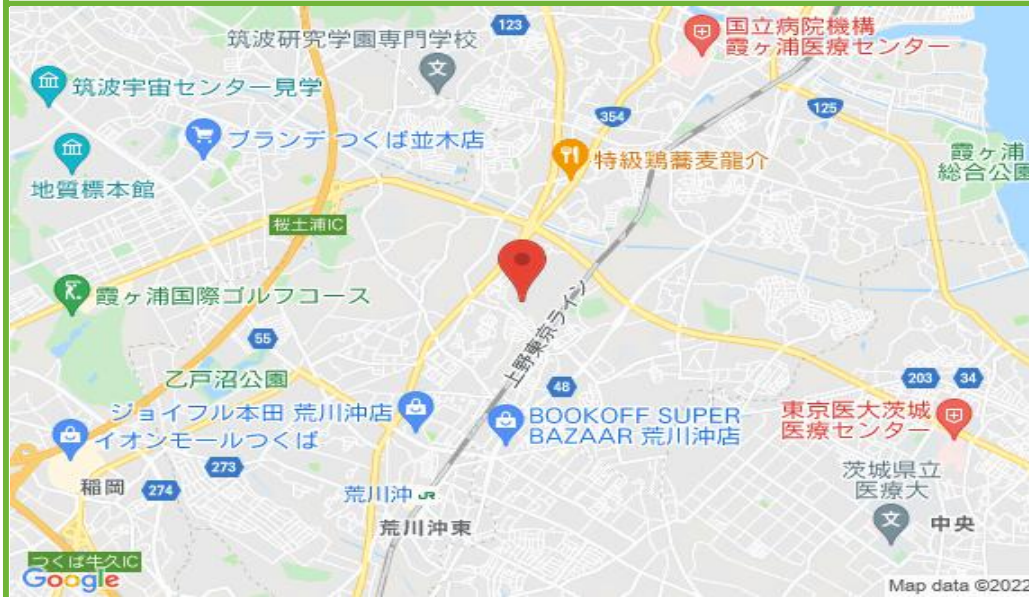 123
国立病院機構
霞ヶ浦医療センター
筑波研究学園専門学校
文
筑波宇宙センター見学
354
125
ブランデ つくば並木店
特級鶏蕎麦龍介
霞ヶ浦
総合公園
地質標本館
桜土浦IC
霞ヶ浦国際ゴルフコース
上野東京ライン
55
乙戸沼公園
48
203
34
ジョイフル本田 荒川沖店
イオンモールつくば
BOOKOFF SUPER
BAZAAR 荒川沖店
東京医大茨城
医療センター
273
稲岡
274
荒川沖 JR
茨城県立
医療大
文
中央
荒川沖東
つくば牛久IC
Google
Map data ©2022